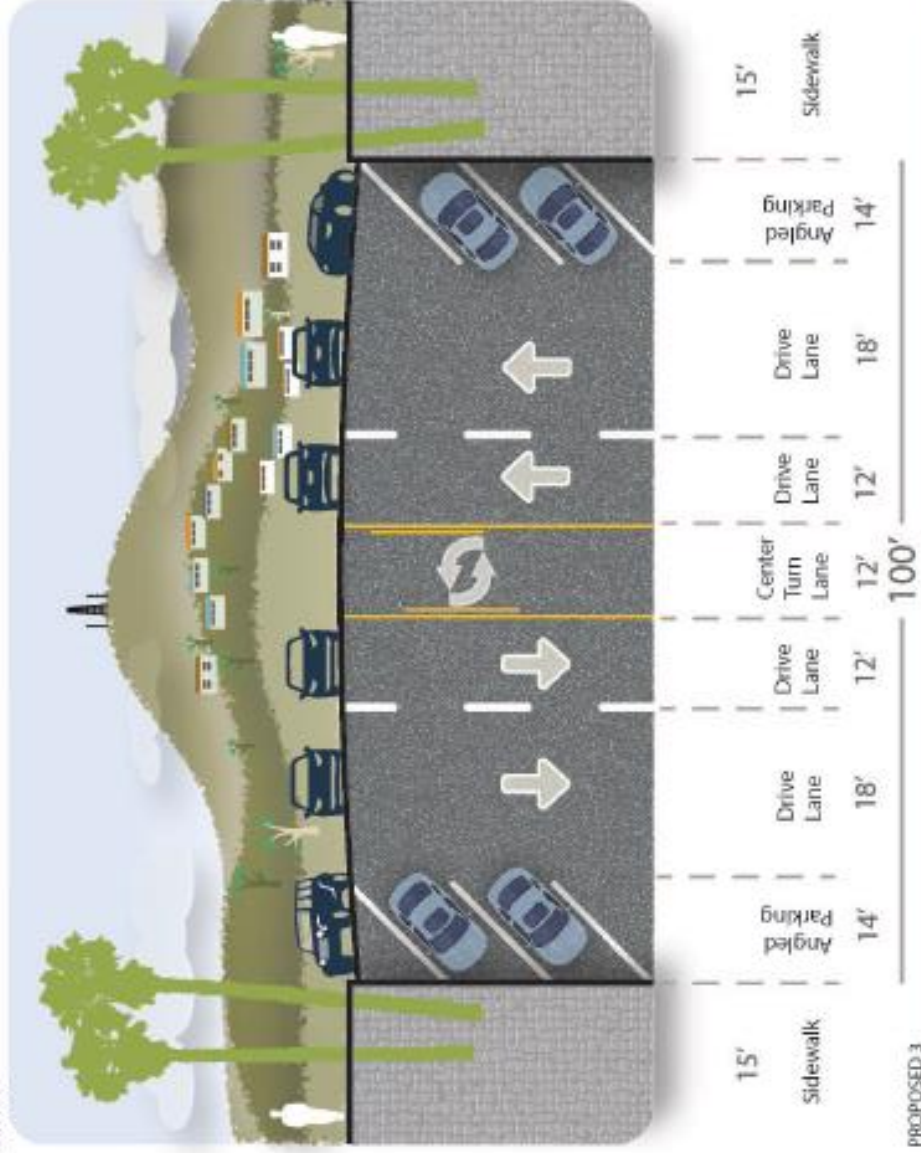 15'
Sidewalk
Angled
Parking
14'
Drive
Lane
18'
Drive
Lane
12'
Center
Turn
Lane
12'
Drive
Lane
12'
Drive
Lane
18'
Angled
Parking
14'
15'
Sidewalk
100'
PROPOSED 3